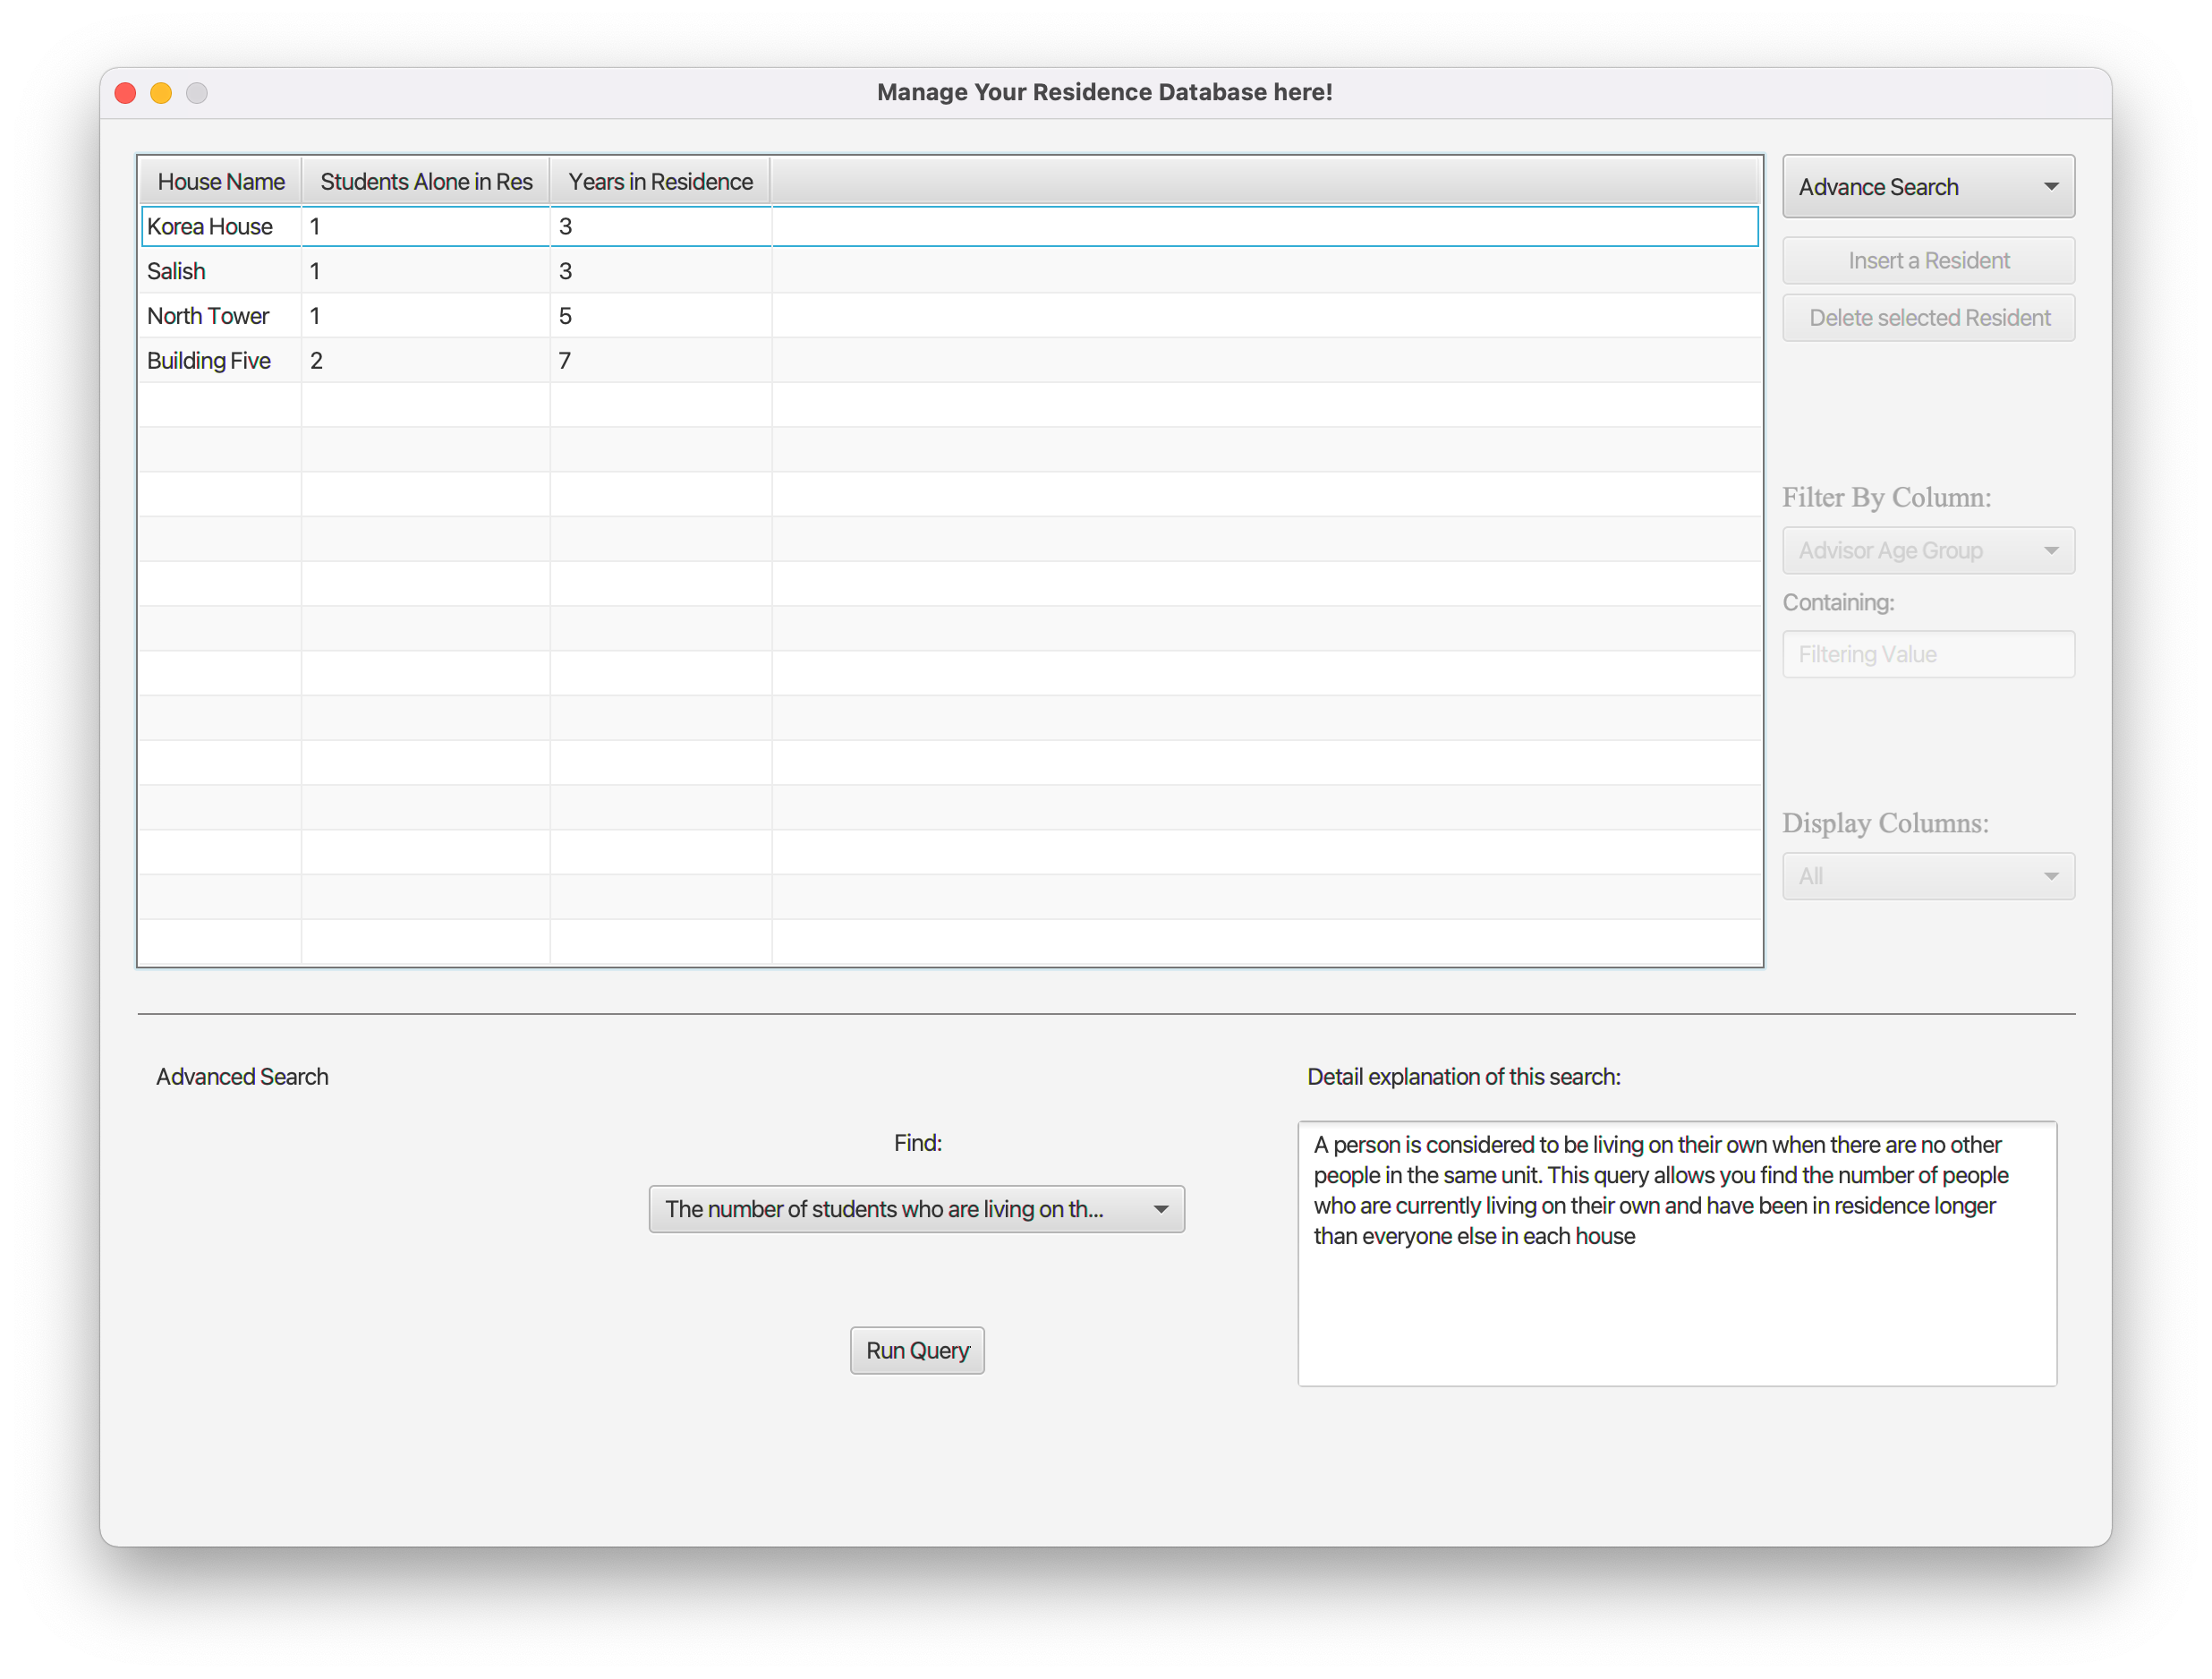 Manage Your Residence Database here!
House Name Students Alone in Res Years in Residence
Korea House 1 3
Salish 1 3
North Tower 1 5
Building Five 2 7
Advance Search
Insert a Resident
Delete selected Resident
Filter By Column:
Advisor Age Group
Containing:
Filtering Value
Display Columns:
All
Advanced Search
Find:
The number of students who are living on th...
Run Query
Detail explanation of this search:
A person is considered to be living on their own when there are no other
people in the same unit. This query allows you find the number of people
who are currently living on their own and have been in residence longer
than everyone else in each house